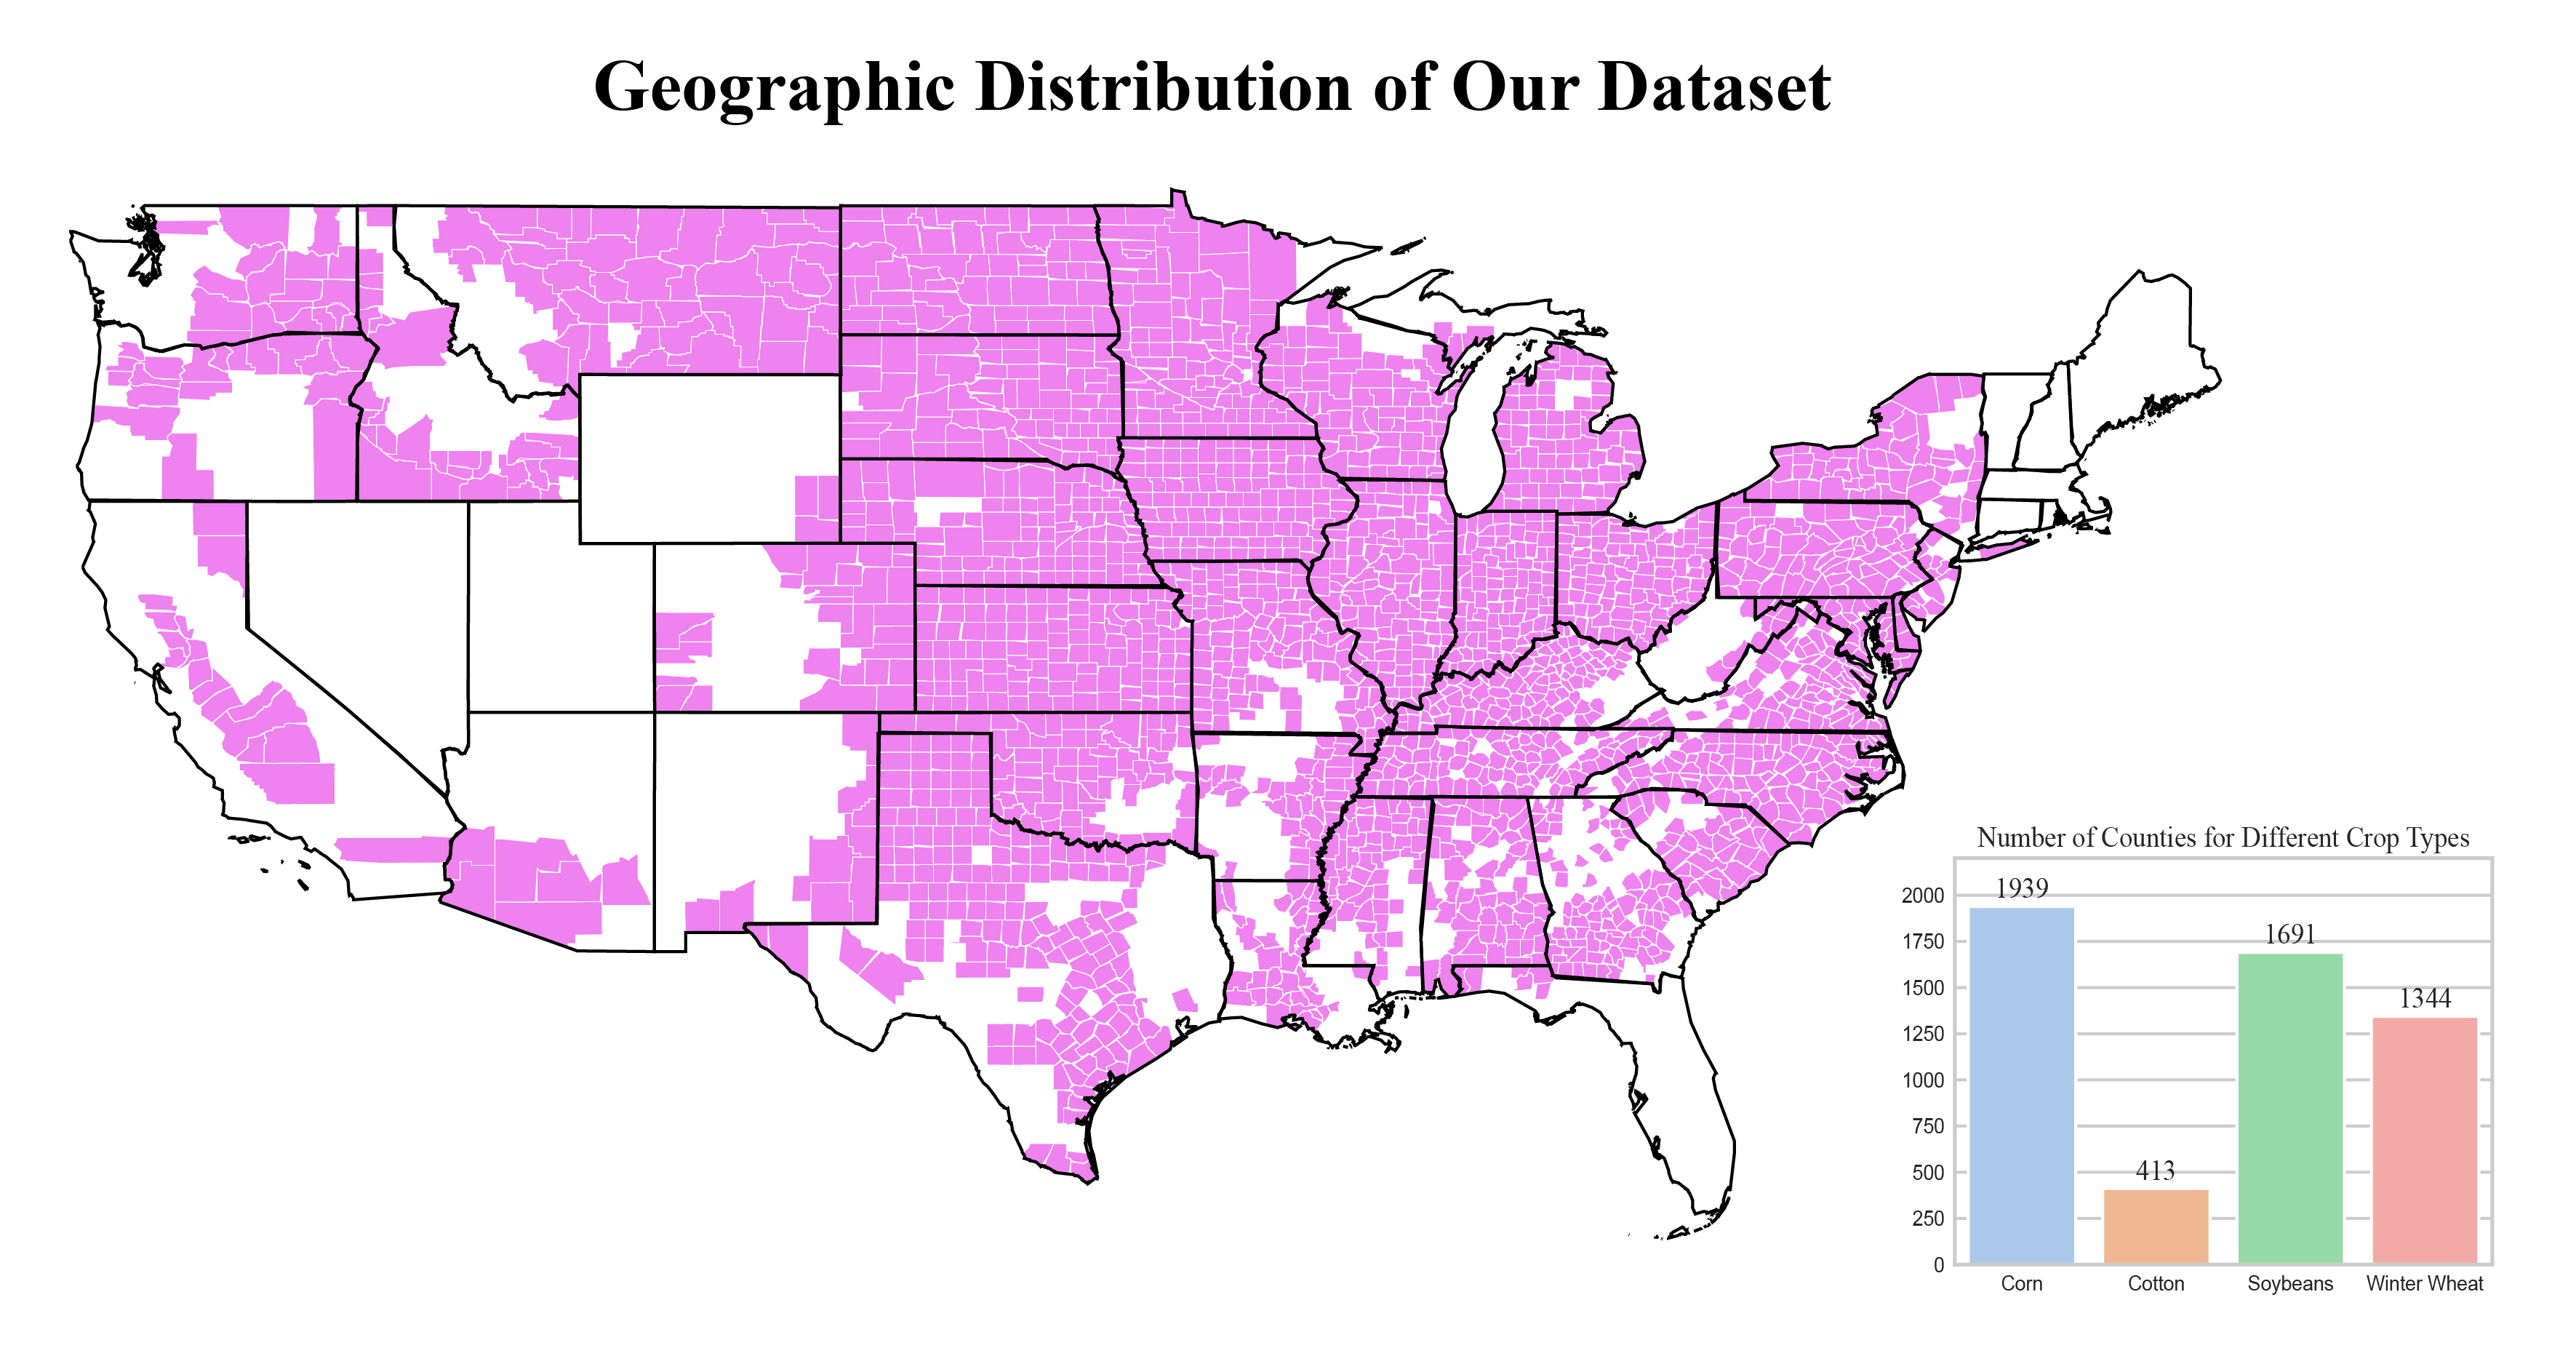 Geographic Distribution of Our Dataset
Number of Counties for Different Crop Types
2000
1750
1500
1250
1000
750
500
250
0
1939
413
1691
1344
Corn
Cotton
Soybeans
Winter Wheat